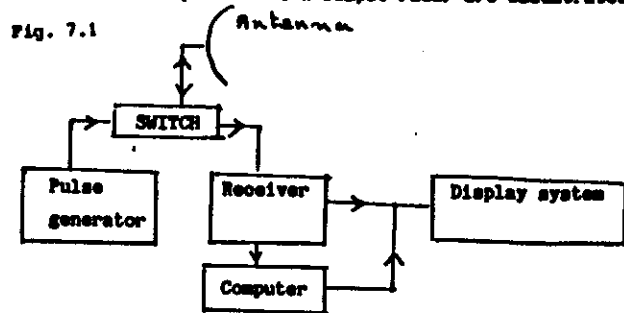 Fig. 7.1
Antenna
SWITCH
Pulse
generator
Receiver
Display system
Computer